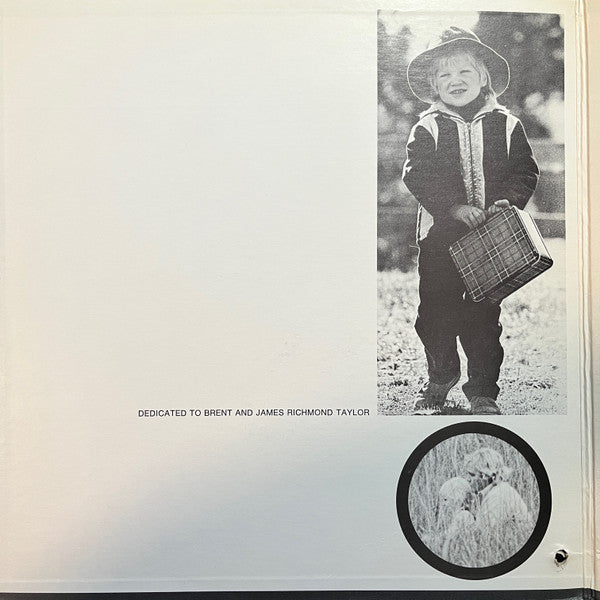 DEDICATED TO BRENT AND JAMES RICHMOND TAYLOR